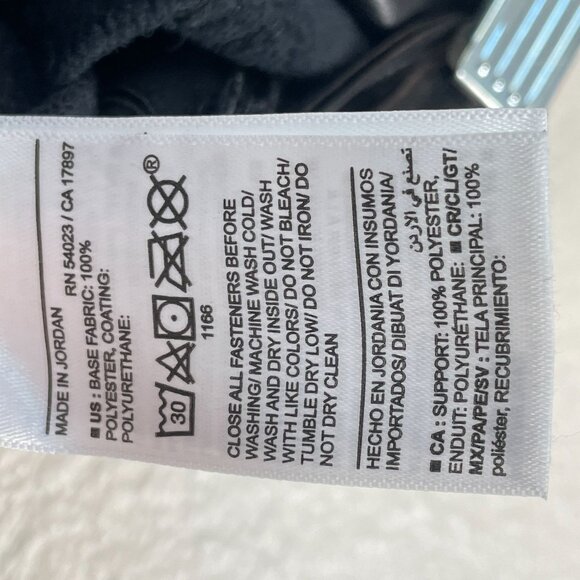 MADE IN JORDAN
RN 54023 / CA 17897
■ US : BASE FABRIC: 100%
POLYESTER, COATING:
POLYURETHANE:
30
®
1166
CLOSE ALL FASTENERS BEFORE
WASHING/ MACHINE WASH COLD/
WASH AND DRY INSIDE OUT/ WASH
WITH LIKE COLORS/ DO NOT BLEACH/
TUMBLE DRY LOW/ DO NOT IRON/ DO
NOT DRY CLEAN
HECHO EN JORDANIA CON INSUMOS
IMPORTADOS/ DIBUAT DI YORDANIA/
تصنع في الاردن
■ CA : SUPPORT: 100% POLYESTER,
ENDUIT: POLYURÉTHANE: ■ CR/CL/GT/
MX/PA/PE/SV : TELA PRINCIPAL: 100%
poliéster, RECUBRIMIENTO: